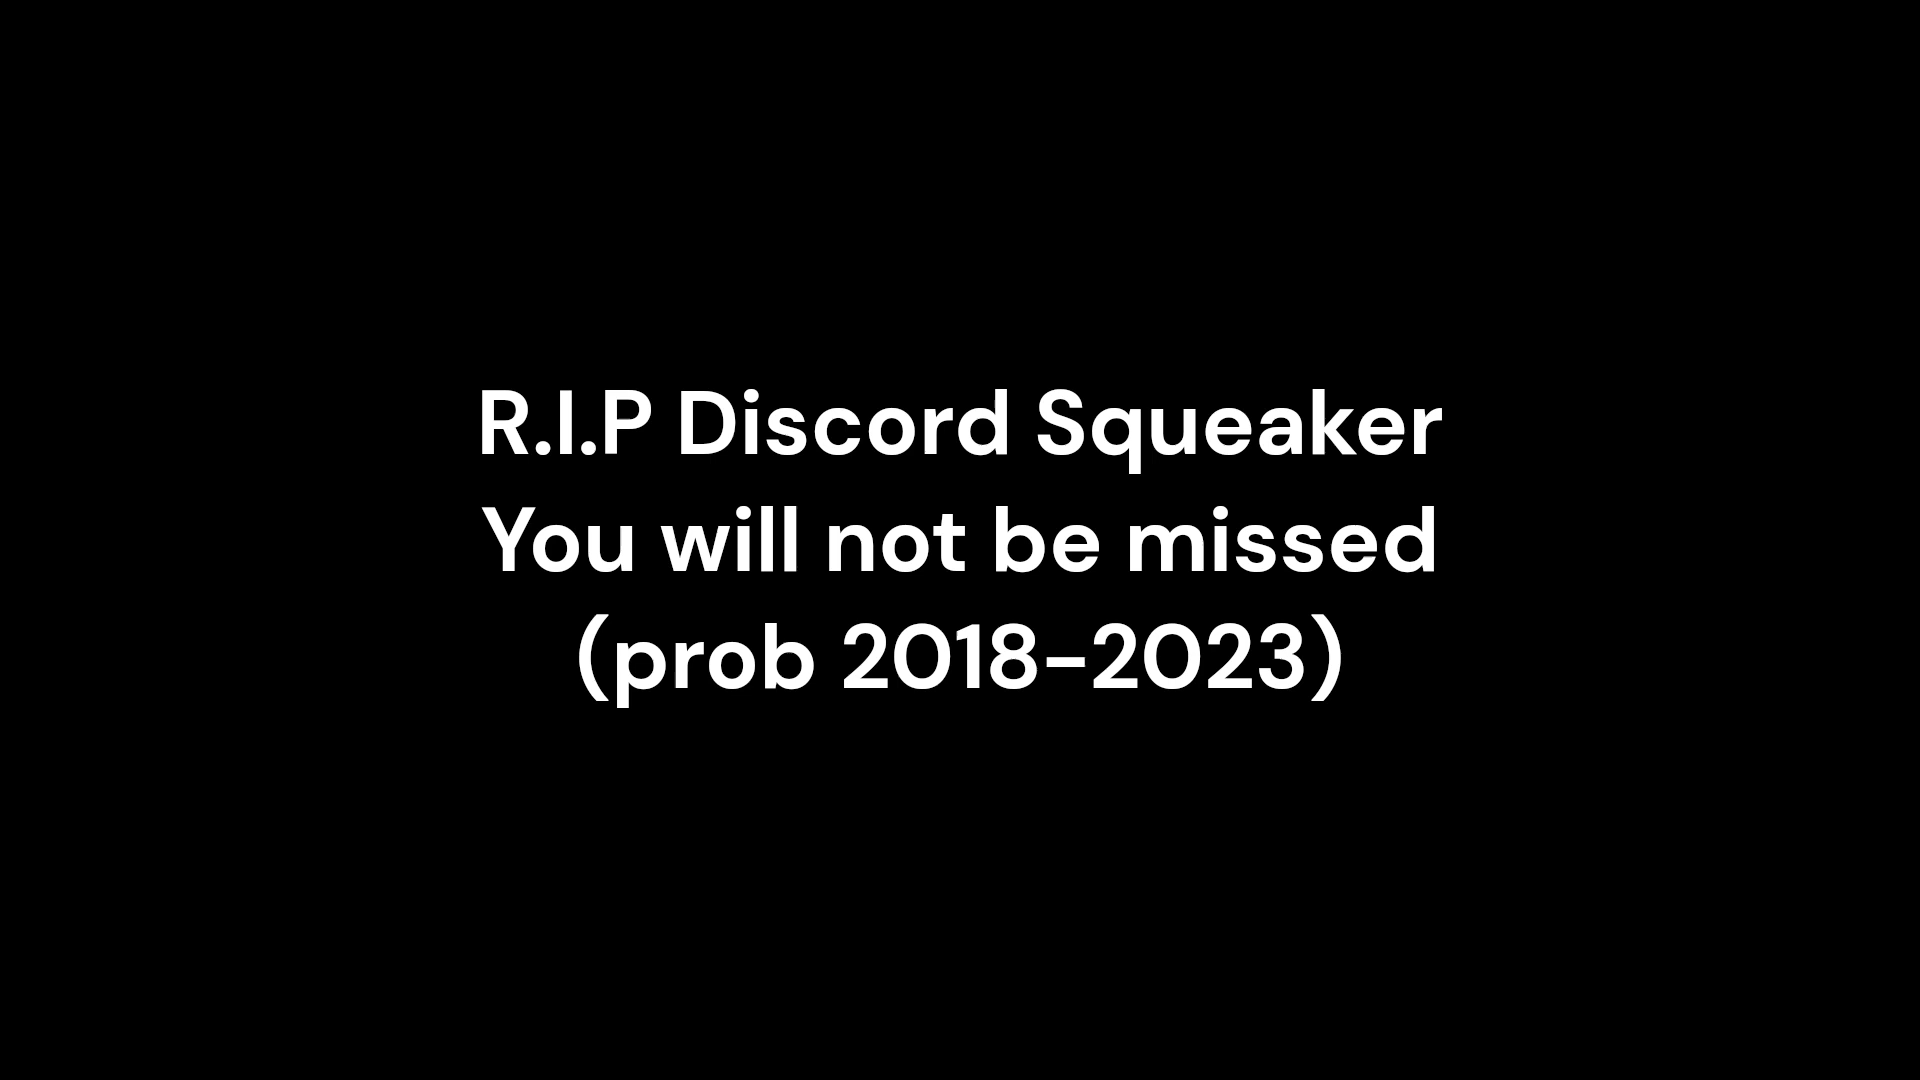 R.I.P Discord Squeaker
You will not be missed
(prob 2018-2023)